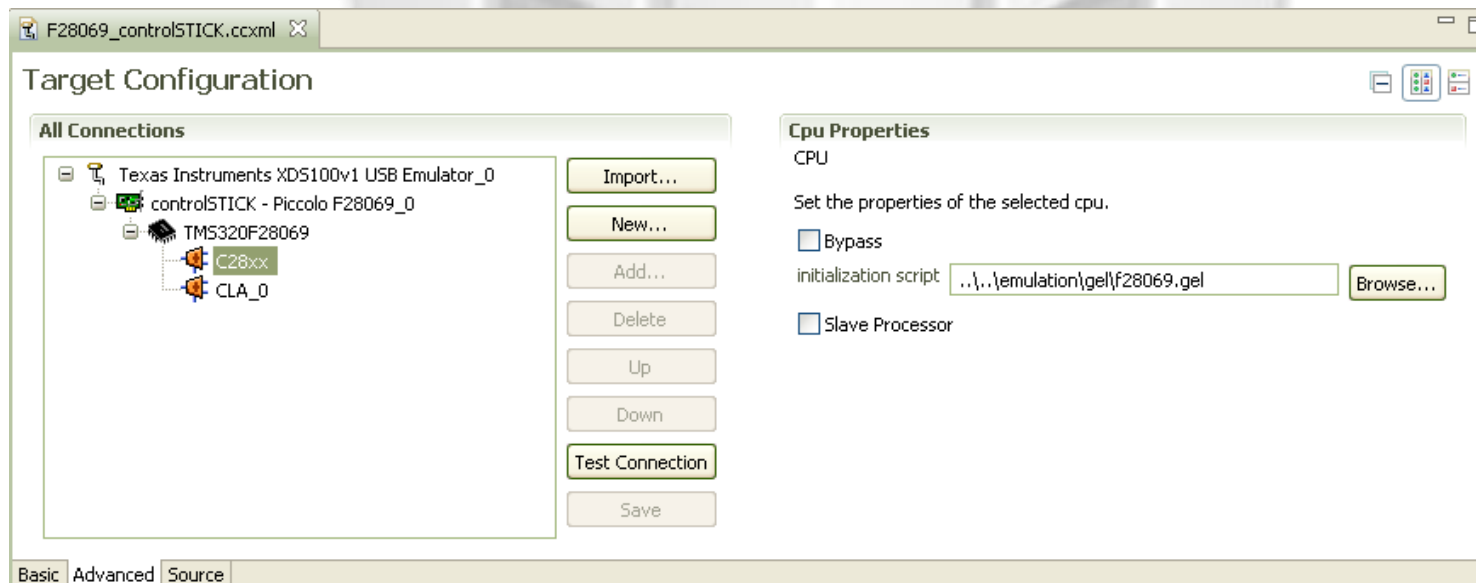 F28069_controlSTICK.ccxml
Target Configuration
All Connections
Texas Instruments XDS100v1 USB Emulator_0
controlSTICK - Piccolo F28069_0
TMS320F28069
C28xx
CLA_0
Import...
New...
Add...
Delete
Up
Down
Test Connection
Save
Cpu Properties
CPU
Set the properties of the selected cpu.
Bypass
initialization script ..\..\emulation\gel\f28069.gel Browse...
Slave Processor
Basic Advanced Source